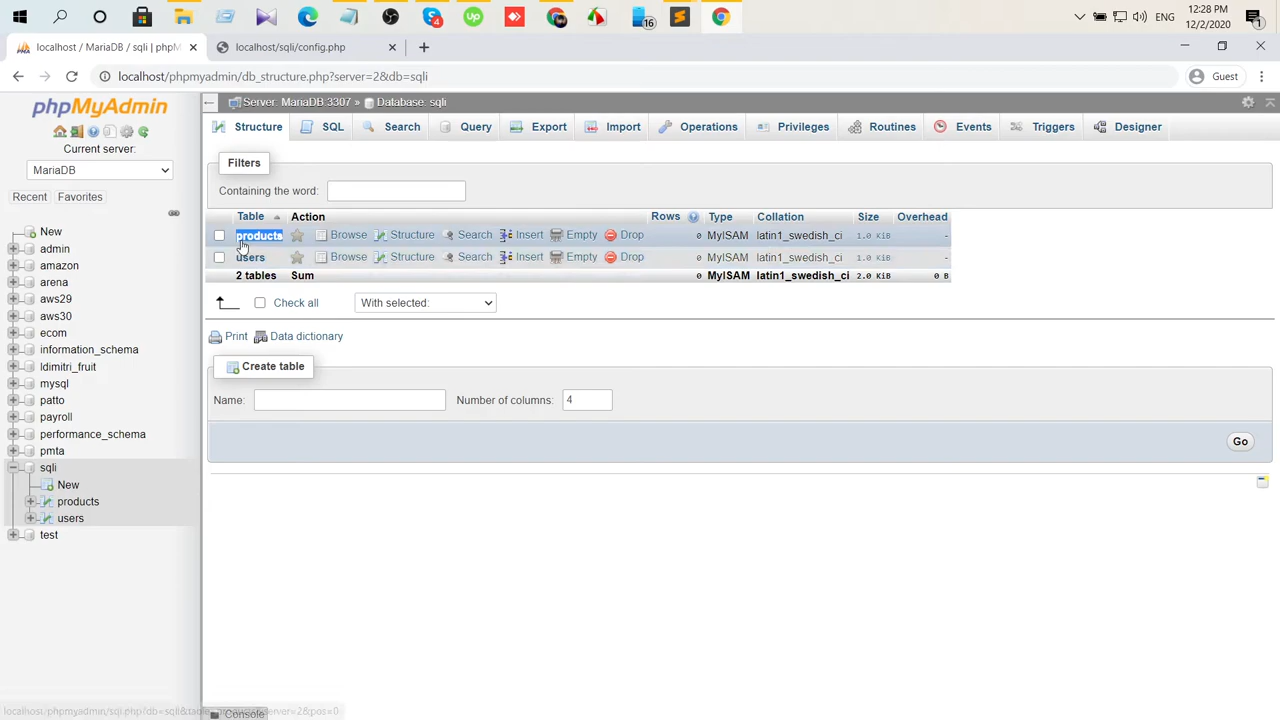 16
4
ENG
12:28 PM
12/2/2020
1
localhost / MariaDB / sqli | phpM
localhost/sqli/config.php
localhost/phpmyadmin/db_structure.php?server=2&db=sqli
Guest
phpMyAdmin
Current server:
MariaDB
Recent Favorites
New
admin
amazon
arena
aws29
aws30
ecom
information_schema
ldimitri_fruit
mysql
patto
payroll
performance_schema
pmta
sqli
New
products
users
test
Server: MariaDB 3307 » Database: sqli
Structure SQL Search Query Export Import Operations Privileges Routines Events Triggers Designer
Filters
Containing the word:
Table Action Rows Type Collation Size Overhead
products Browse Structure Search Insert Empty Drop 0 MyISAM latin1_swedish_ci 1.0 KiB -
users Browse Structure Search Insert Empty Drop 0 MyISAM latin1_swedish_ci 1.0 KiB -
2 tables Sum 0 MyISAM latin1_swedish_ci 2.0 KiB 0 B
Check all With selected:
Print Data dictionary
Create table
Name: Number of columns: 4
Go
Console